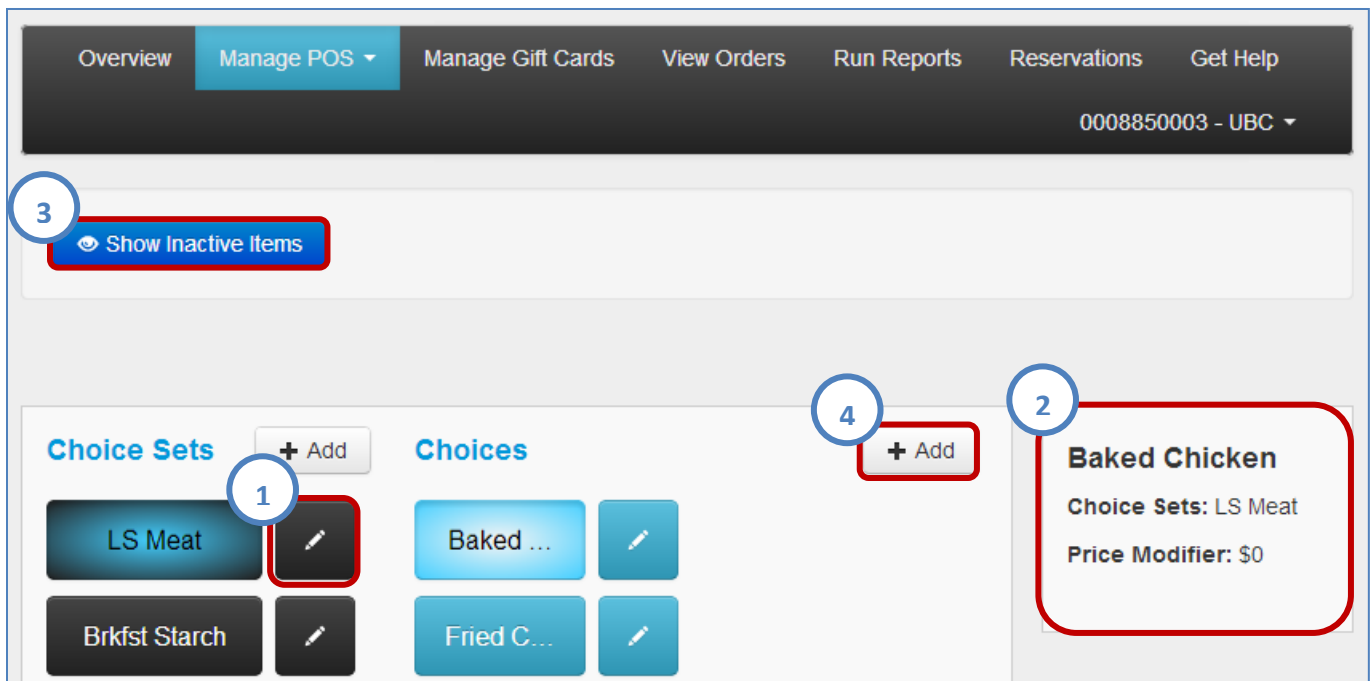 Overview Manage POS Manage Gift Cards View Orders Run Reports Reservations Get Help
0008850003 - UBC
3
Show Inactive Items
4
2
Choice Sets + Add Choices + Add
Baked Chicken
1
Choice Sets: LS Meat
LS Meat Baked ...
Price Modifier: $0
Brkfst Starch Fried C...